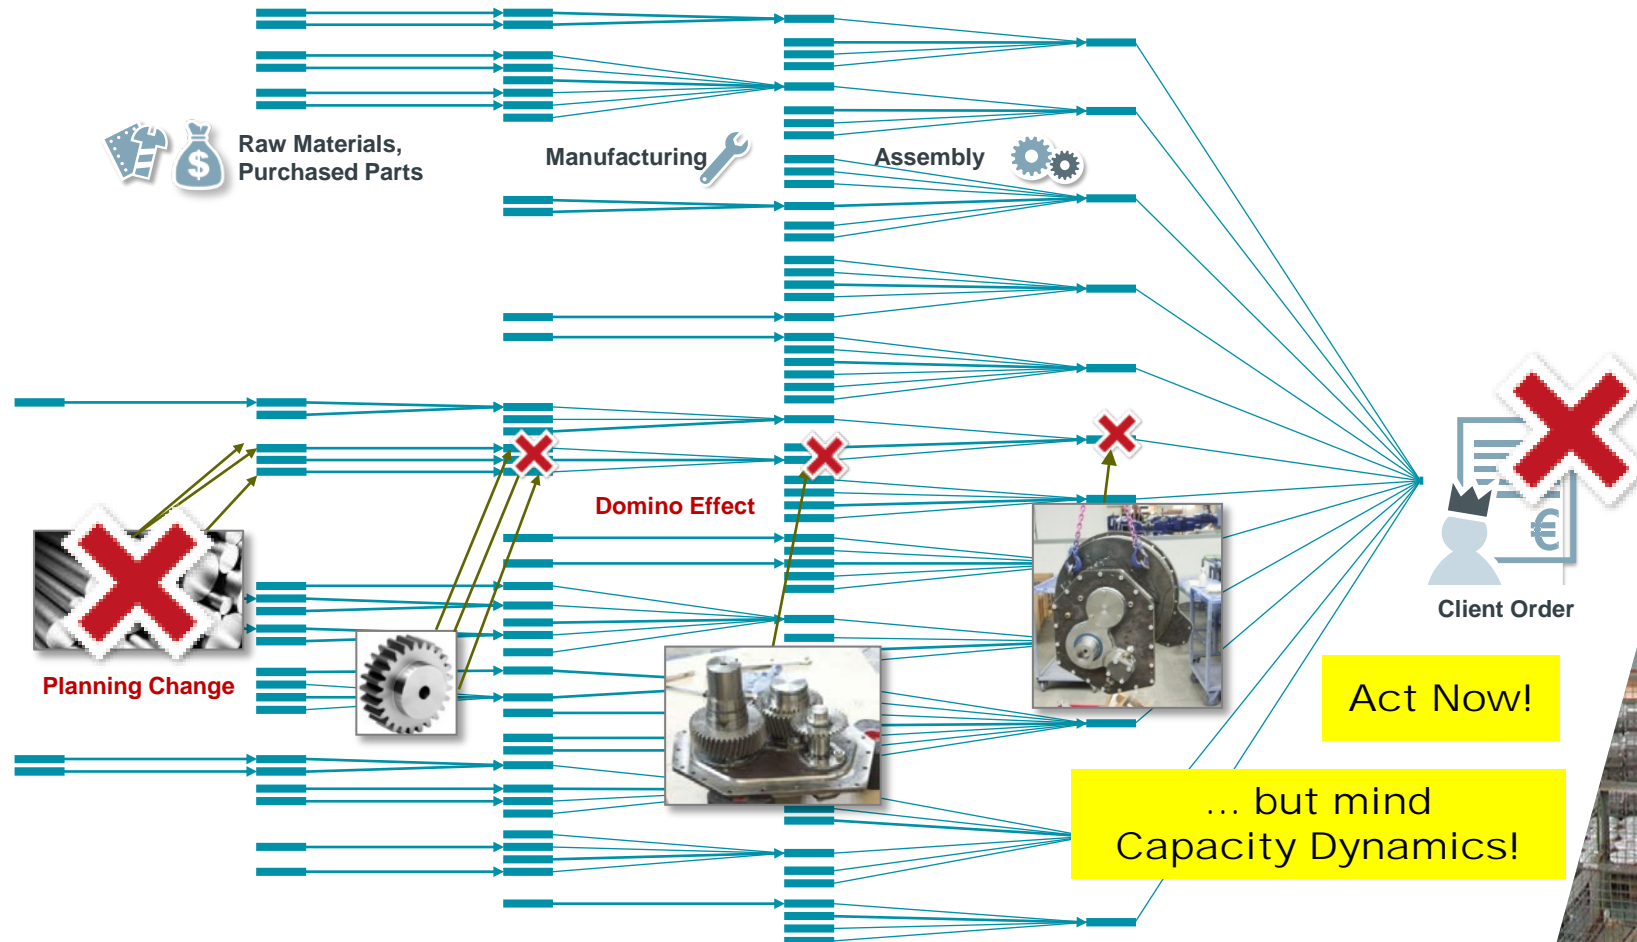 Raw Materials,
Purchased Parts
$
Manufacturing
Assembly
Domino Effect
€
Client Order
Planning Change
Act Now!
... but mind
Capacity Dynamics!